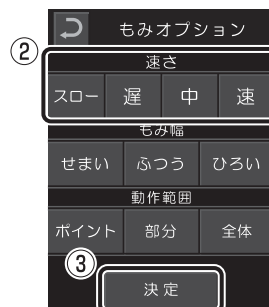 もみオプション
②
速さ
スロー 遅 中 速
もみ幅
せまい ふつう ひろい
動作範囲
ポイント 部分 全体
③
決定